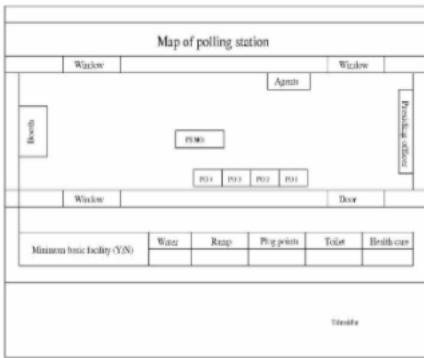 Map of polling station
Window Window
Agents
Booth
Presiding officer
PO4 PO3 PO2 PO1
Window Door
Minimum basic facility (Y/N) Water Ramp Plug points Toilet Health care